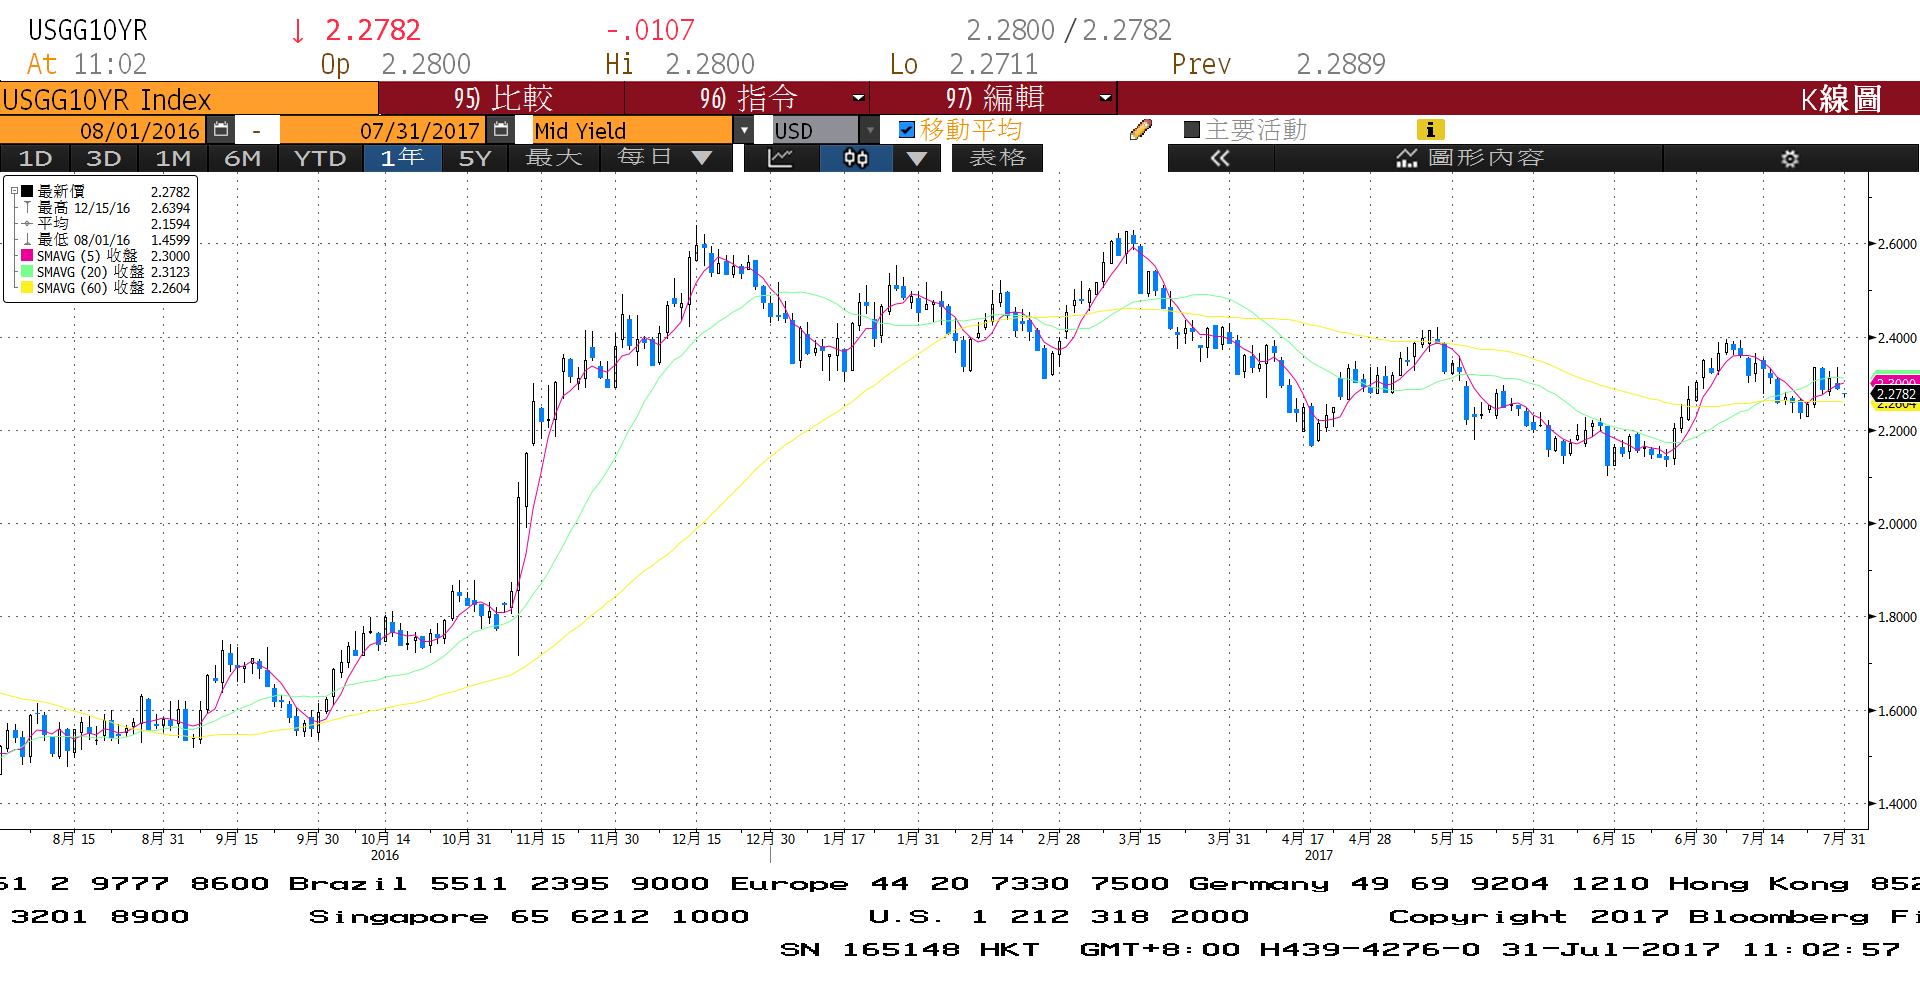 USGG10YR ↓ 2.2782 -.0107 2.2800 / 2.2782
At 11:02 Op 2.2800 Hi 2.2800 Lo 2.2711 Prev 2.2889
USGG10YR Index 95) 比較 96) 指令 97) 編輯 K線圖
08/01/2016 - 07/31/2017 Mid Yield USD 移動平均 主要活動 i
1D 3D 1M 6M YTD 1年 5Y 最大 每日 ▼ ▼ 表格 « 圖形內容
最新價 2.2782
最高 12/15/16 2.6394
平均 2.1594
最低 08/01/16 1.4599
SMAVG (5) 收盤 2.3000
SMAVG (20) 收盤 2.3123
SMAVG (60) 收盤 2.2604
2.6000
2.4000
2.2782
2.2000
2.0000
1.8000
1.6000
1.4000
8月 15 8月 31 9月 15 9月 30 10月 14 10月 31 11月 15 11月 30 12月 15 12月 30 1月 17 1月 31 2月 14 2月 28 3月 15 3月 31 4月 17 4月 28 5月 15 5月 31 6月 15 6月 30 7月 14 7月 31
2016 2017
61 2 9777 8600 Brazil 5511 2395 9000 Europe 44 20 7330 7500 Germany 49 69 9204 1210 Hong Kong 852
3201 8900 Singapore 65 6212 1000 U.S. 1 212 318 2000 Copyright 2017 Bloomberg Fi
SN 165148 HKT GMT+8:00 H439-4276-0 31-Jul-2017 11:02:57